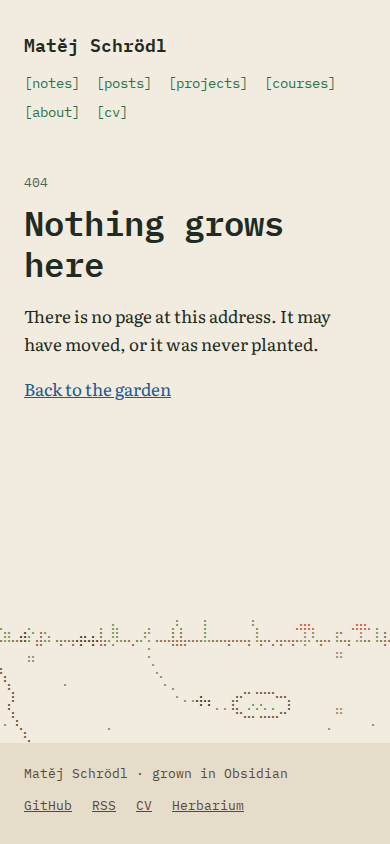 Matěj Schrödl
[notes] [posts] [projects] [courses]
[about] [cv]
404
Nothing grows
here
There is no page at this address. It may
have moved, or it was never planted.
Back to the garden
Matěj Schrödl · grown in Obsidian
GitHub RSS CV Herbarium